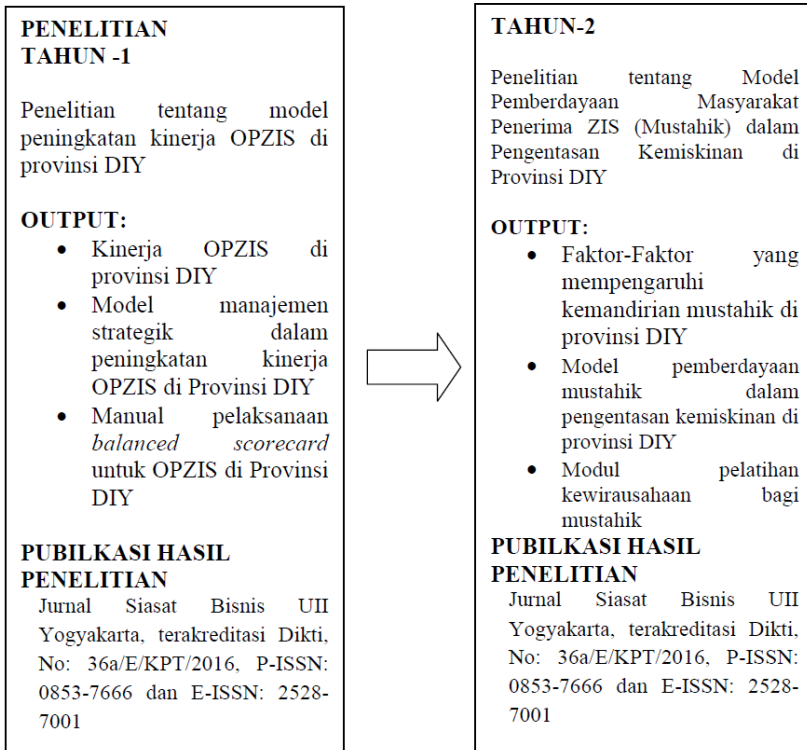 PENELITIAN
TAHUN -1
Penelitian tentang model
peningkatan kinerja OPZIS di
provinsi DIY
OUTPUT:
• Kinerja OPZIS di
provinsi DIY
• Model manajemen
strategik dalam
peningkatan kinerja
OPZIS di Provinsi DIY
• Manual pelaksanaan
balanced scorecard
untuk OPZIS di Provinsi
DIY
PUBILKASI HASIL
PENELITIAN
Jurnal Siasat Bisnis UII
Yogyakarta, terakreditasi Dikti,
No: 36a/E/KPT/2016, P-ISSN:
0853-7666 dan E-ISSN: 2528-
7001
TAHUN-2
Penelitian tentang Model
Pemberdayaan Masyarakat
Penerima ZIS (Mustahik) dalam
Pengentasan Kemiskinan di
Provinsi DIY
OUTPUT:
• Faktor-Faktor yang
mempengaruhi
kemandirian mustahik di
provinsi DIY
• Model pemberdayaan
mustahik dalam
pengentasan kemiskinan di
provinsi DIY
• Modul pelatihan
kewirausahaan bagi
mustahik
PUBILKASI HASIL
PENELITIAN
Jurnal Siasat Bisnis UII
Yogyakarta, terakreditasi Dikti,
No: 36a/E/KPT/2016, P-ISSN:
0853-7666 dan E-ISSN: 2528-
7001